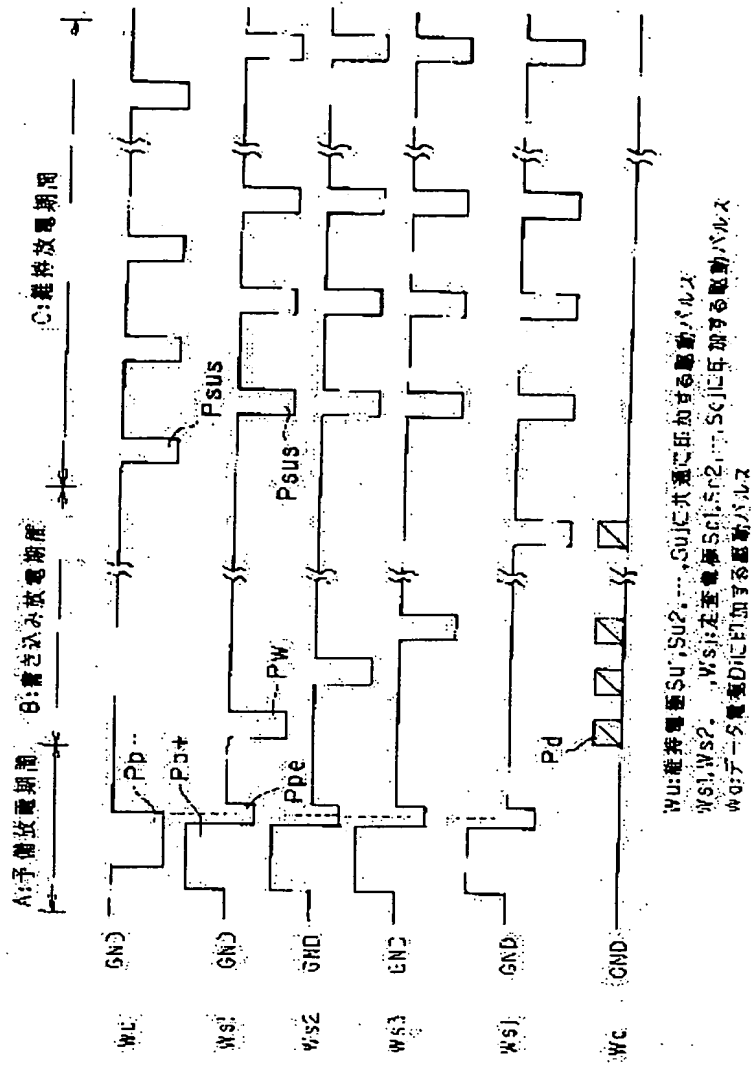 A:予備放電期間
B:書き込み放電期間
C:維持放電期間
Wu GND
Pp-
Psus
Ws1 GND
Pp+
Ppe
Pw
Psus
Ws2 GND
Ws3 GND
Wsj GND
Wd GND
Pd
Wu:維持電極Su1,Su2,…,Sujに共通に印加する駆動パルス
Ws1,Ws2, ,Wsj:走査電極Sc1,Sc2,…,Scjに印加する駆動パルス
Wd:データ電極Diに印加する駆動パルス